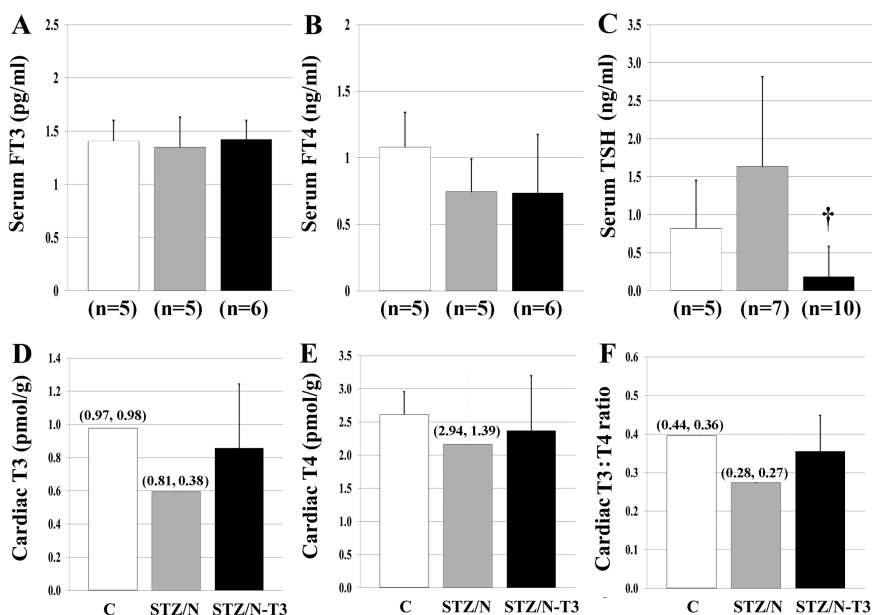 A
Serum FT3
(pg/ml)
2.5
2
1.5
1
0.5
0
(n=5) (n=5) (n=6)
B
Serum FT4
(ng/ml)
2
1.5
1
0.5
0
(n=5) (n=5) (n=6)
C
Serum TSH
(ng/ml)
3.5
3.0
2.5
2.0
1.5
1.0
0.5
0.0
†
(n=5) (n=7) (n=10)
D
Cardiac T3 (pmol/g)
1.4
1.2
1.0
0.8
0.6
0.4
0.2
0.0
(0.97, 0.98)
(0.81, 0.38)
C STZ/N STZ/N-T3
E
Cardiac T4 (pmol/g)
3.5
3.0
2.5
2.0
1.5
1.0
0.5
0.0
(2.94, 1.39)
C STZ/N STZ/N-T3
F
Cardiac T3:T4 ratio
0.6
0.5
0.4
0.3
0.2
0.1
0.0
(0.44, 0.36)
(0.28, 0.27)
C STZ/N STZ/N-T3